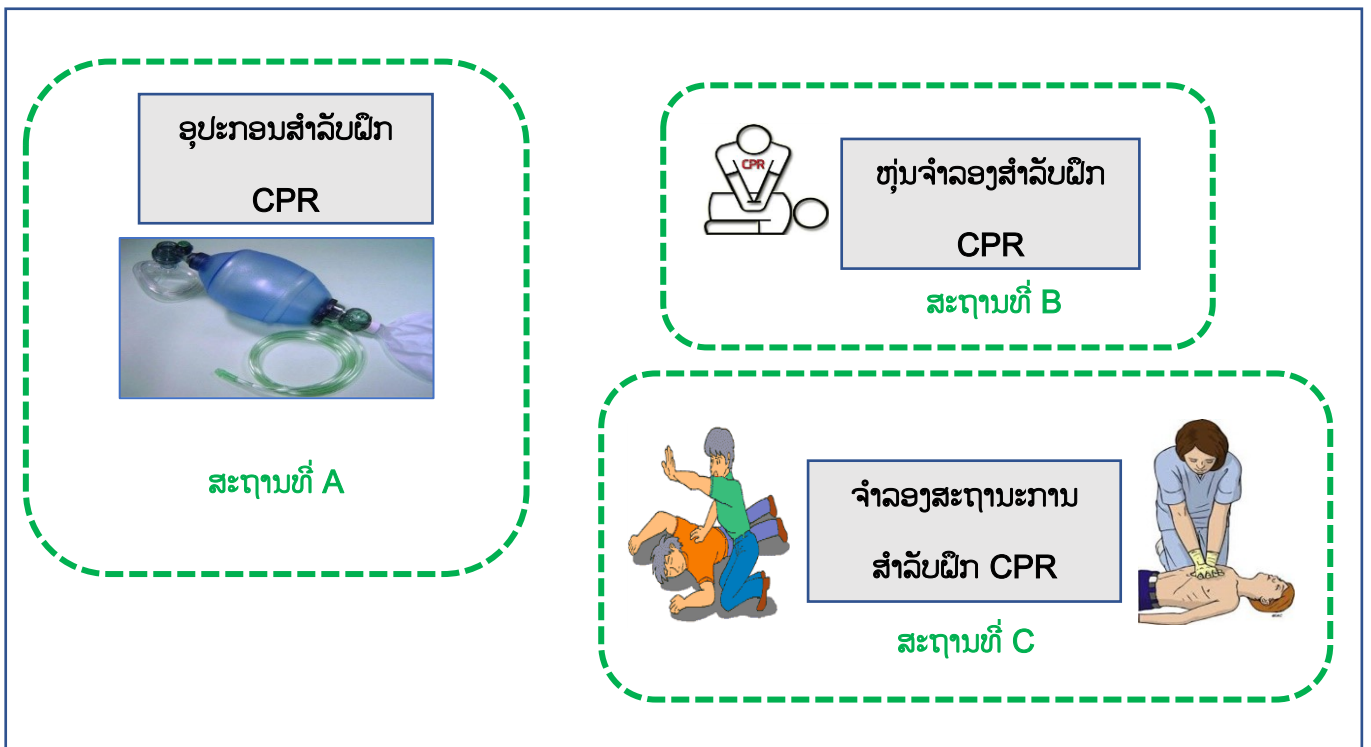 ອຸປະກອນສຳລັບຝຶກ
CPR
ສະຖານທີ່ A
CPR
ຫຸ່ນຈຳລອງສຳລັບຝຶກ
CPR
ສະຖານທີ່ B
ຈຳລອງສະຖານະການ
ສຳລັບຝຶກ CPR
ສະຖານທີ່ C